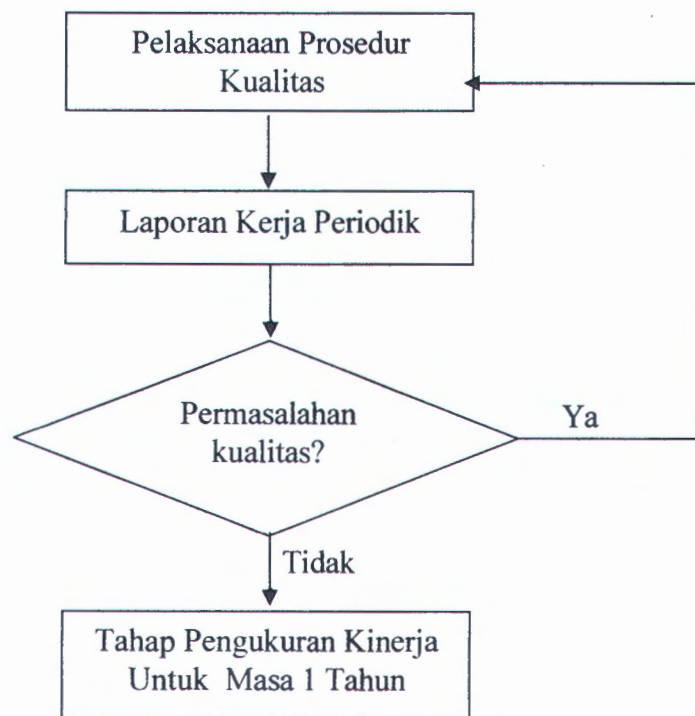 Pelaksanaan Prosedur
Kualitas
Laporan Kerja Periodik
Permasalahan
kualitas?
Ya
Tidak
Tahap Pengukuran Kinerja
Untuk Masa 1 Tahun